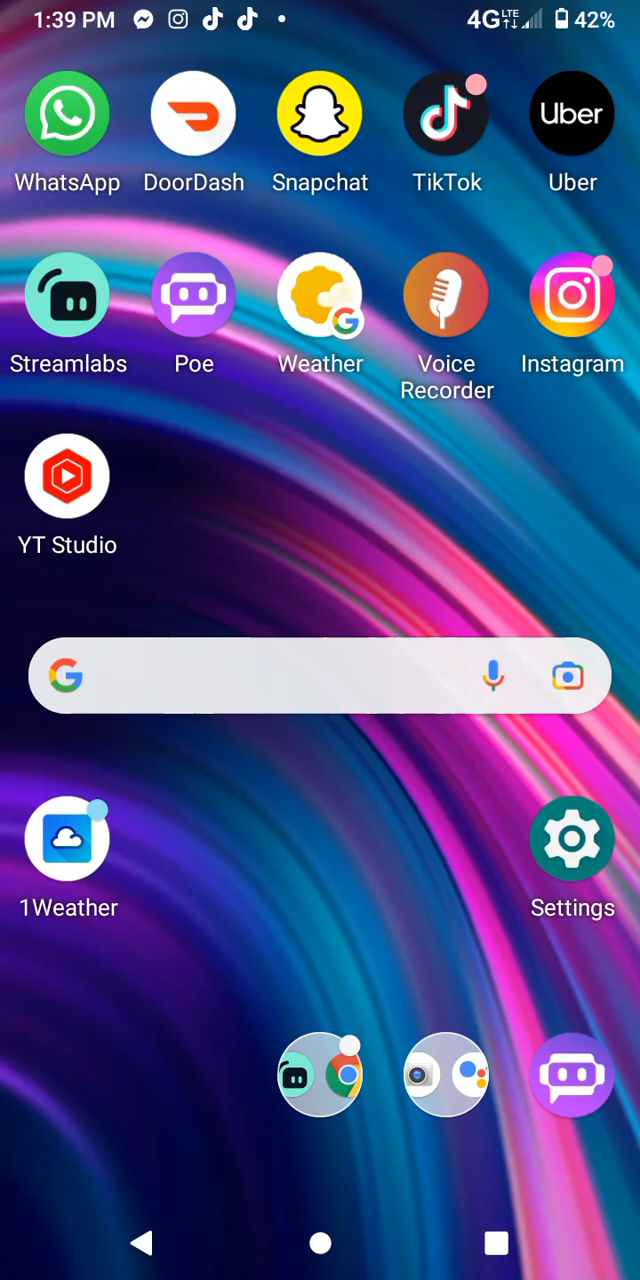 1:39 PM
4G LTE 42%
WhatsApp DoorDash Snapchat TikTok Uber
Uber
Streamlabs Poe Weather Voice Recorder Instagram
YT Studio
1Weather Settings